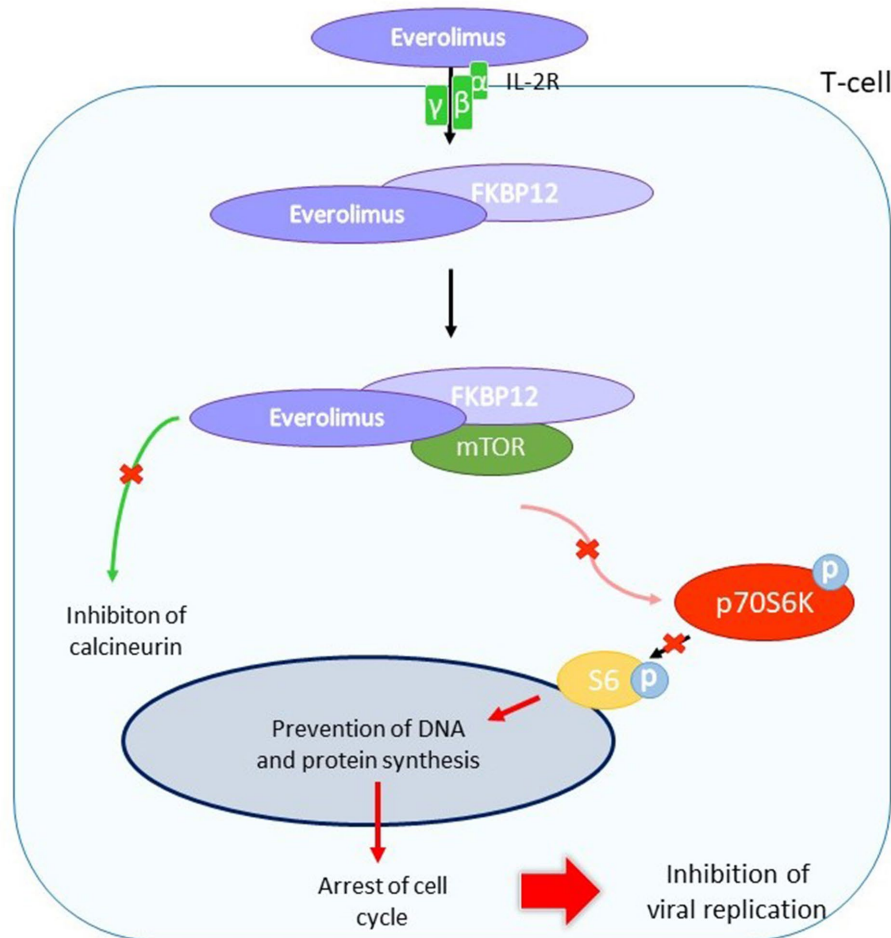 Everolimus
IL-2R
T-cell
α
β
γ
FKBP12
Everolimus
FKBP12
Everolimus
mTOR
p
p70S6K
Inhibiton of
calcineurin
S6
p
Prevention of DNA
and protein synthesis
Arrest of cell
cycle
Inhibition of
viral replication